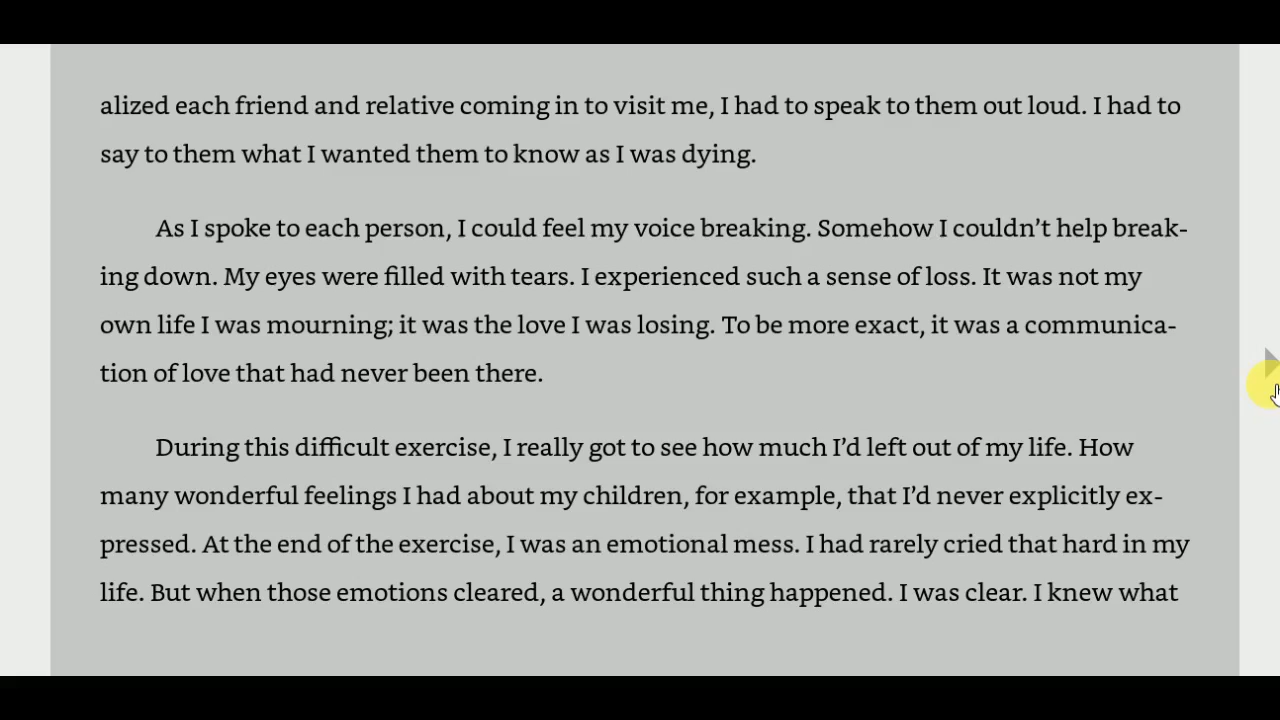 alized each friend and relative coming in to visit me, I had to speak to them out loud. I had to
say to them what I wanted them to know as I was dying.
As I spoke to each person, I could feel my voice breaking. Somehow I couldn’t help break-
ing down. My eyes were filled with tears. I experienced such a sense of loss. It was not my
own life I was mourning; it was the love I was losing. To be more exact, it was a communica-
tion of love that had never been there.
During this difficult exercise, I really got to see how much I’d left out of my life. How
many wonderful feelings I had about my children, for example, that I’d never explicitly ex-
pressed. At the end of the exercise, I was an emotional mess. I had rarely cried that hard in my
life. But when those emotions cleared, a wonderful thing happened. I was clear. I knew what